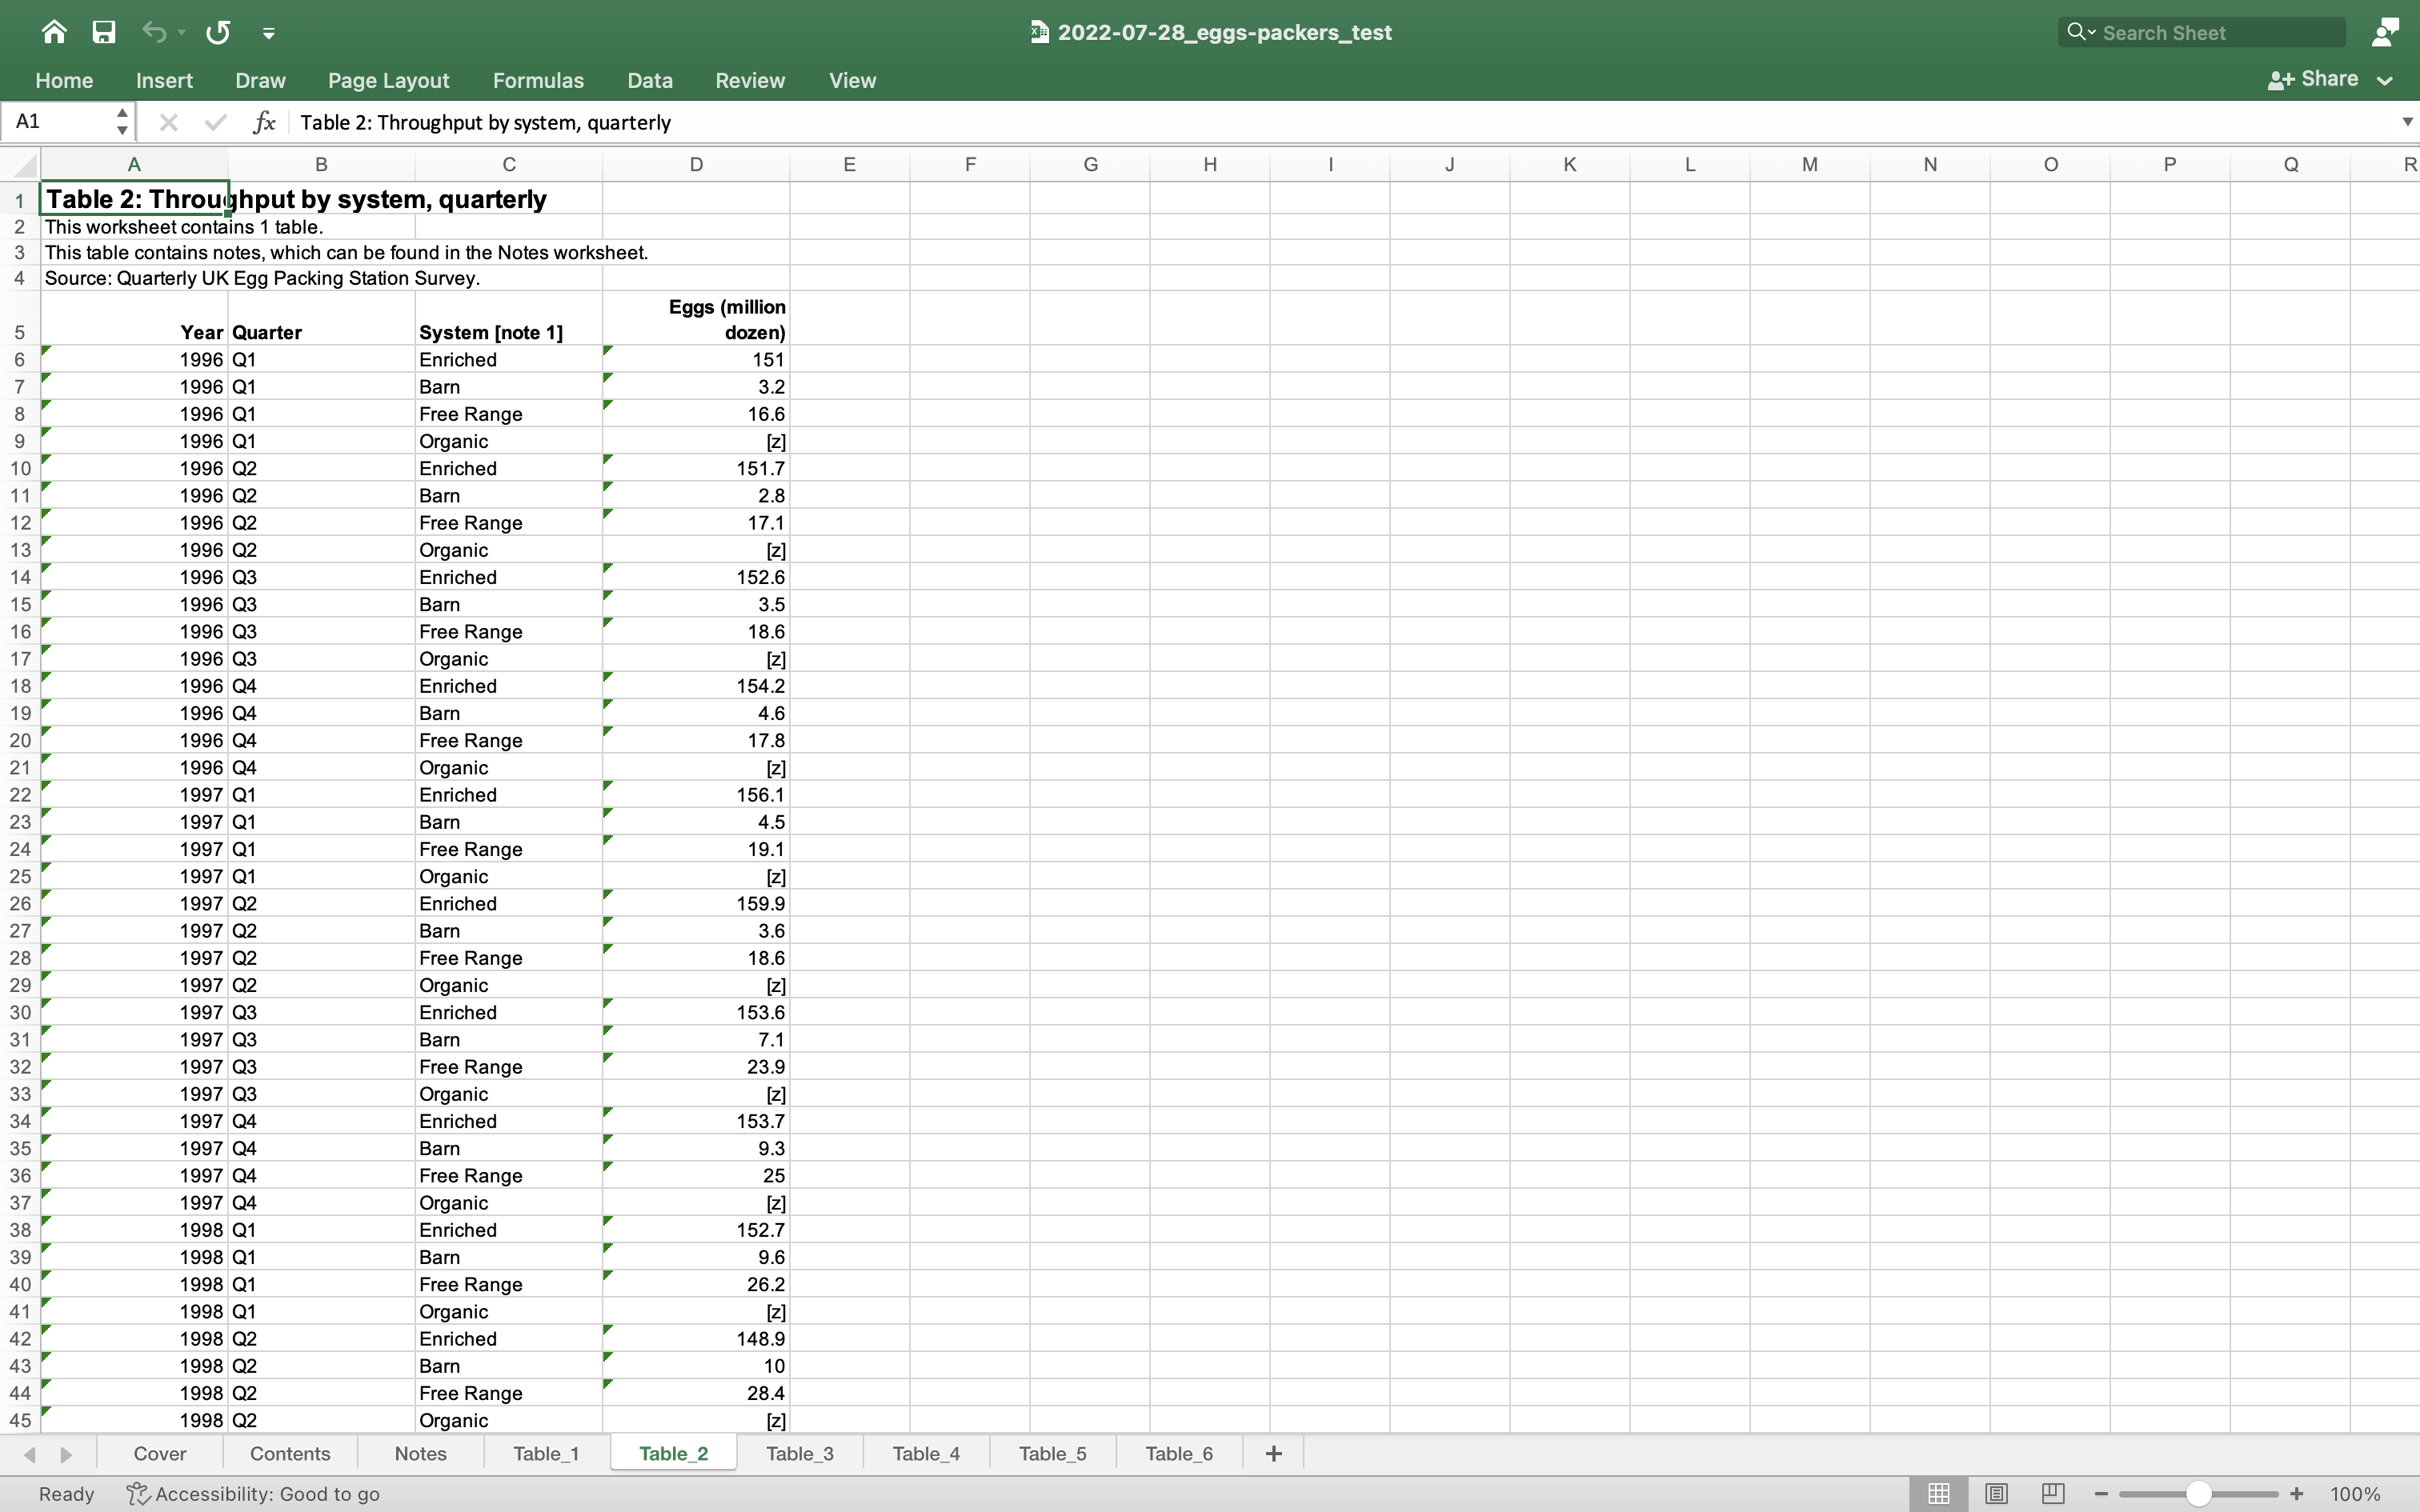 2022-07-28_eggs-packers_test
Search Sheet
Home Insert Draw Page Layout Formulas Data Review View
Share
A1 fx Table 2: Throughput by system, quarterly
A B C D E F G H I J K L M N O P Q R
1 Table 2: Throughput by system, quarterly
2 This worksheet contains 1 table.
3 This table contains notes, which can be found in the Notes worksheet.
4 Source: Quarterly UK Egg Packing Station Survey.
Eggs (million
5 Year Quarter System [note 1] dozen)
6 1996 Q1 Enriched 151
7 1996 Q1 Barn 3.2
8 1996 Q1 Free Range 16.6
9 1996 Q1 Organic [z]
10 1996 Q2 Enriched 151.7
11 1996 Q2 Barn 2.8
12 1996 Q2 Free Range 17.1
13 1996 Q2 Organic [z]
14 1996 Q3 Enriched 152.6
15 1996 Q3 Barn 3.5
16 1996 Q3 Free Range 18.6
17 1996 Q3 Organic [z]
18 1996 Q4 Enriched 154.2
19 1996 Q4 Barn 4.6
20 1996 Q4 Free Range 17.8
21 1996 Q4 Organic [z]
22 1997 Q1 Enriched 156.1
23 1997 Q1 Barn 4.5
24 1997 Q1 Free Range 19.1
25 1997 Q1 Organic [z]
26 1997 Q2 Enriched 159.9
27 1997 Q2 Barn 3.6
28 1997 Q2 Free Range 18.6
29 1997 Q2 Organic [z]
30 1997 Q3 Enriched 153.6
31 1997 Q3 Barn 7.1
32 1997 Q3 Free Range 23.9
33 1997 Q3 Organic [z]
34 1997 Q4 Enriched 153.7
35 1997 Q4 Barn 9.3
36 1997 Q4 Free Range 25
37 1997 Q4 Organic [z]
38 1998 Q1 Enriched 152.7
39 1998 Q1 Barn 9.6
40 1998 Q1 Free Range 26.2
41 1998 Q1 Organic [z]
42 1998 Q2 Enriched 148.9
43 1998 Q2 Barn 10
44 1998 Q2 Free Range 28.4
45 1998 Q2 Organic [z]
Cover Contents Notes Table_1 Table_2 Table_3 Table_4 Table_5 Table_6 +
Ready Accessibility: Good to go 100%